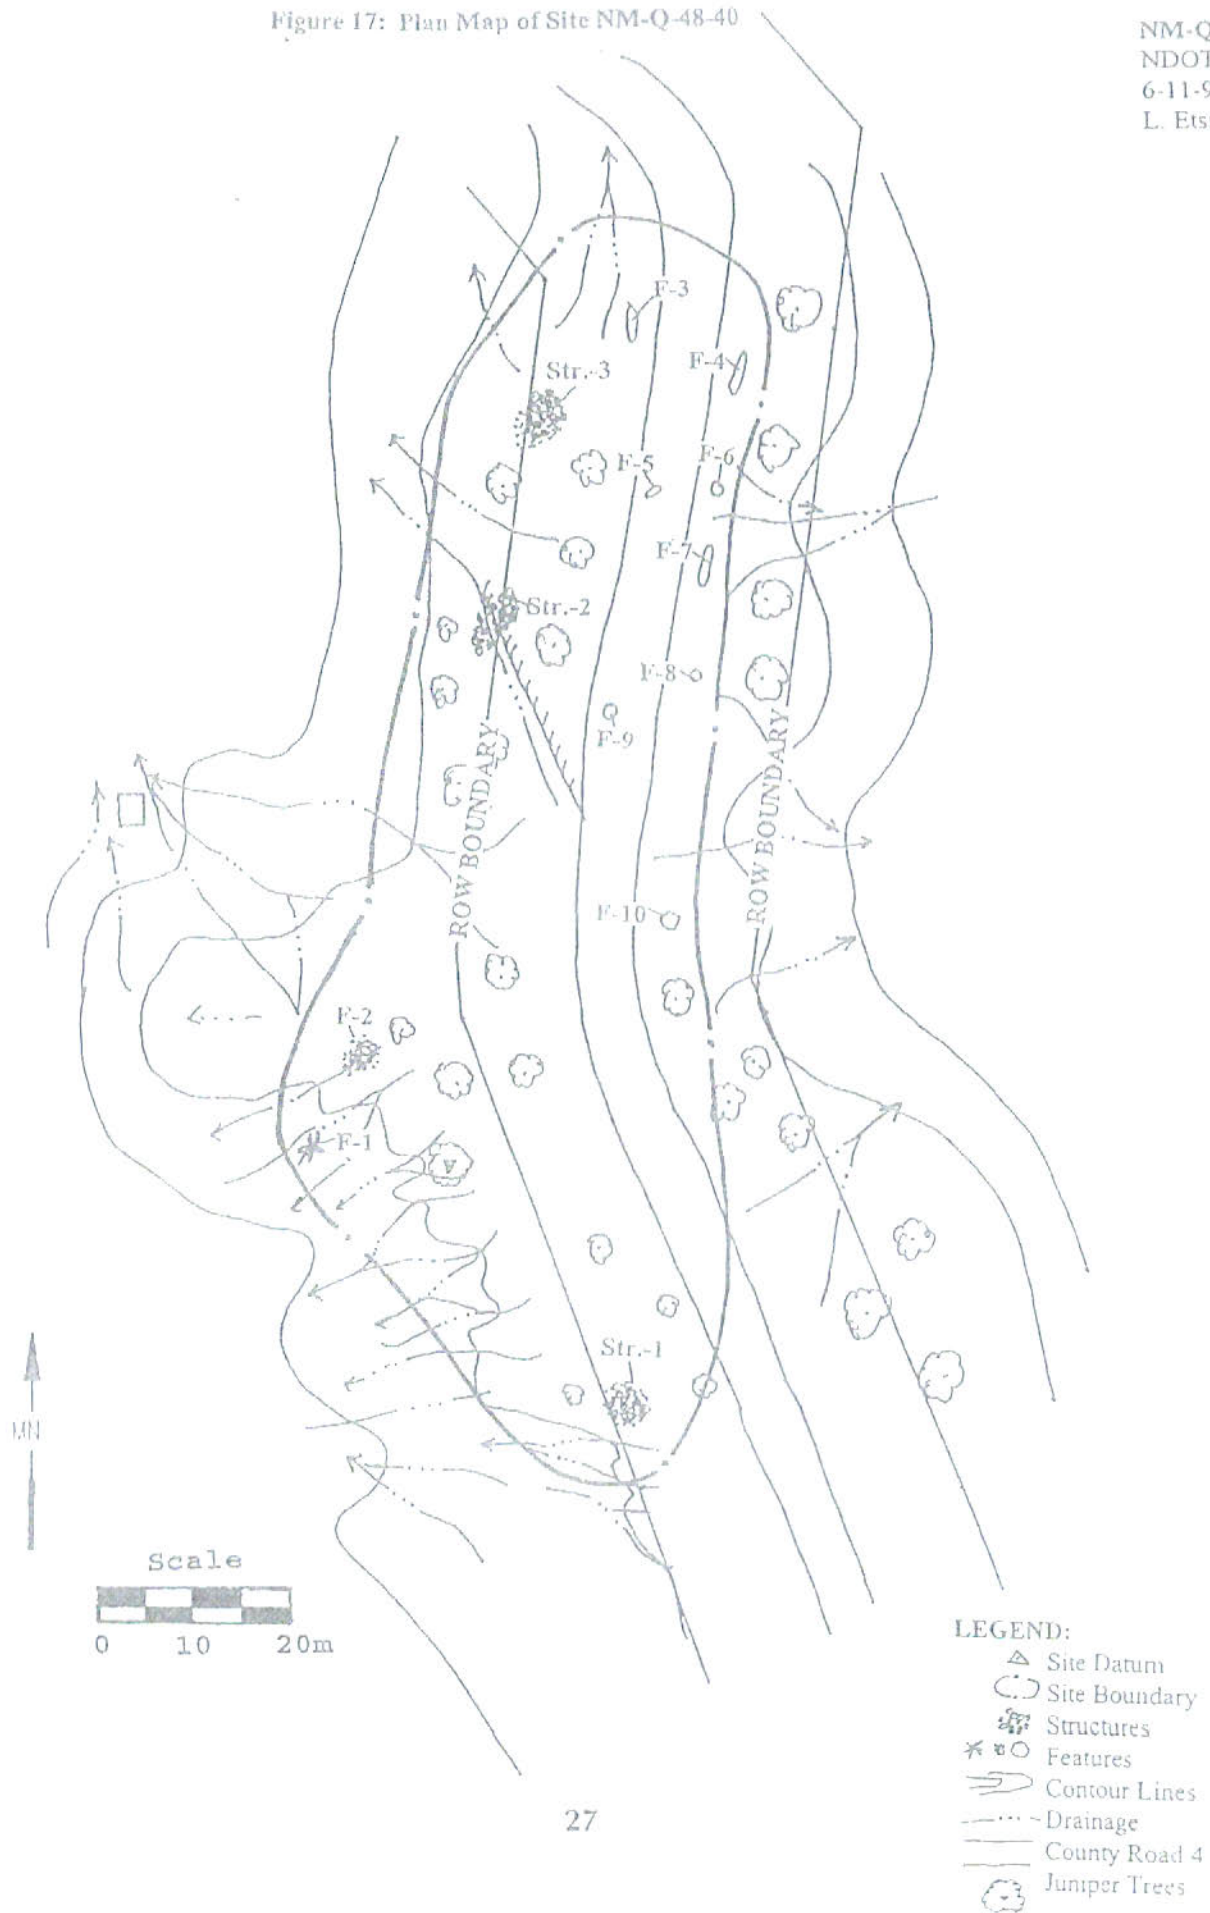 Figure 17: Plan Map of Site NM-Q-48-40
NM-Q
NDOT
6-11-9
L. Ets
F-3
F-4
Str.-3
F-5
F-6
F-7
Str.-2
F-8
F-9
ROW BOUNDARY
ROW BOUNDARY
F-10
F-2
F-1
Str.-1
MN
Scale
0 10 20m
LEGEND:
Site Datum
Site Boundary
Structures
Features
Contour Lines
Drainage
County Road 4
Juniper Trees
27